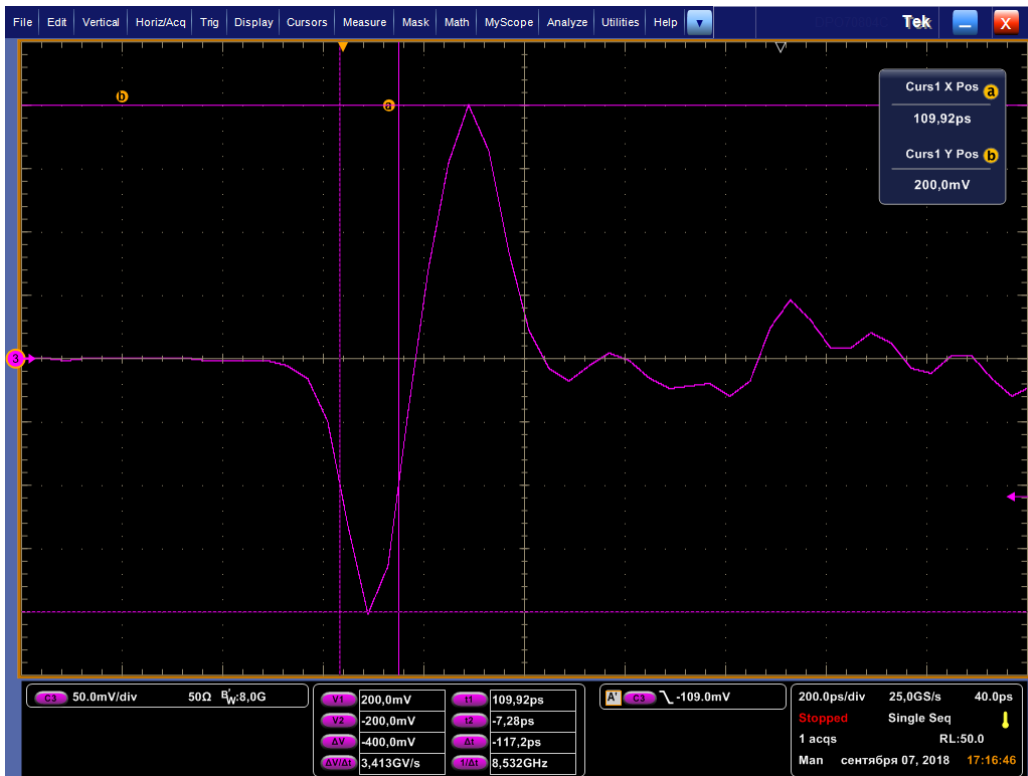 File Edit Vertical Horiz/Acq Trig Display Cursors Measure Mask Math MyScope Analyze Utilities Help Tek X
b
a
Curs1 X Pos a
109,92ps
Curs1 Y Pos b
200,0mV
3
C3 50.0mV/div 50Ω BW:8,0G
V1 200,0mV t1 109,92ps
V2 -200,0mV t2 -7,28ps
ΔV -400,0mV Δt -117,2ps
ΔV/Δt 3,413GV/s 1/Δt 8,532GHz
A' C3 -109.0mV
200.0ps/div 25,0GS/s 40.0ps
Stopped Single Seq
1 acqs RL:50.0
Man сентября 07, 2018 17:16:46